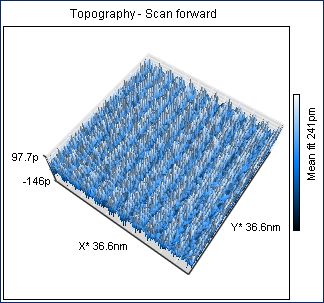 Topography - Scan forward
97.7p
-146p
X* 36.6nm
Y* 36.6nm
Mean fit 241pm